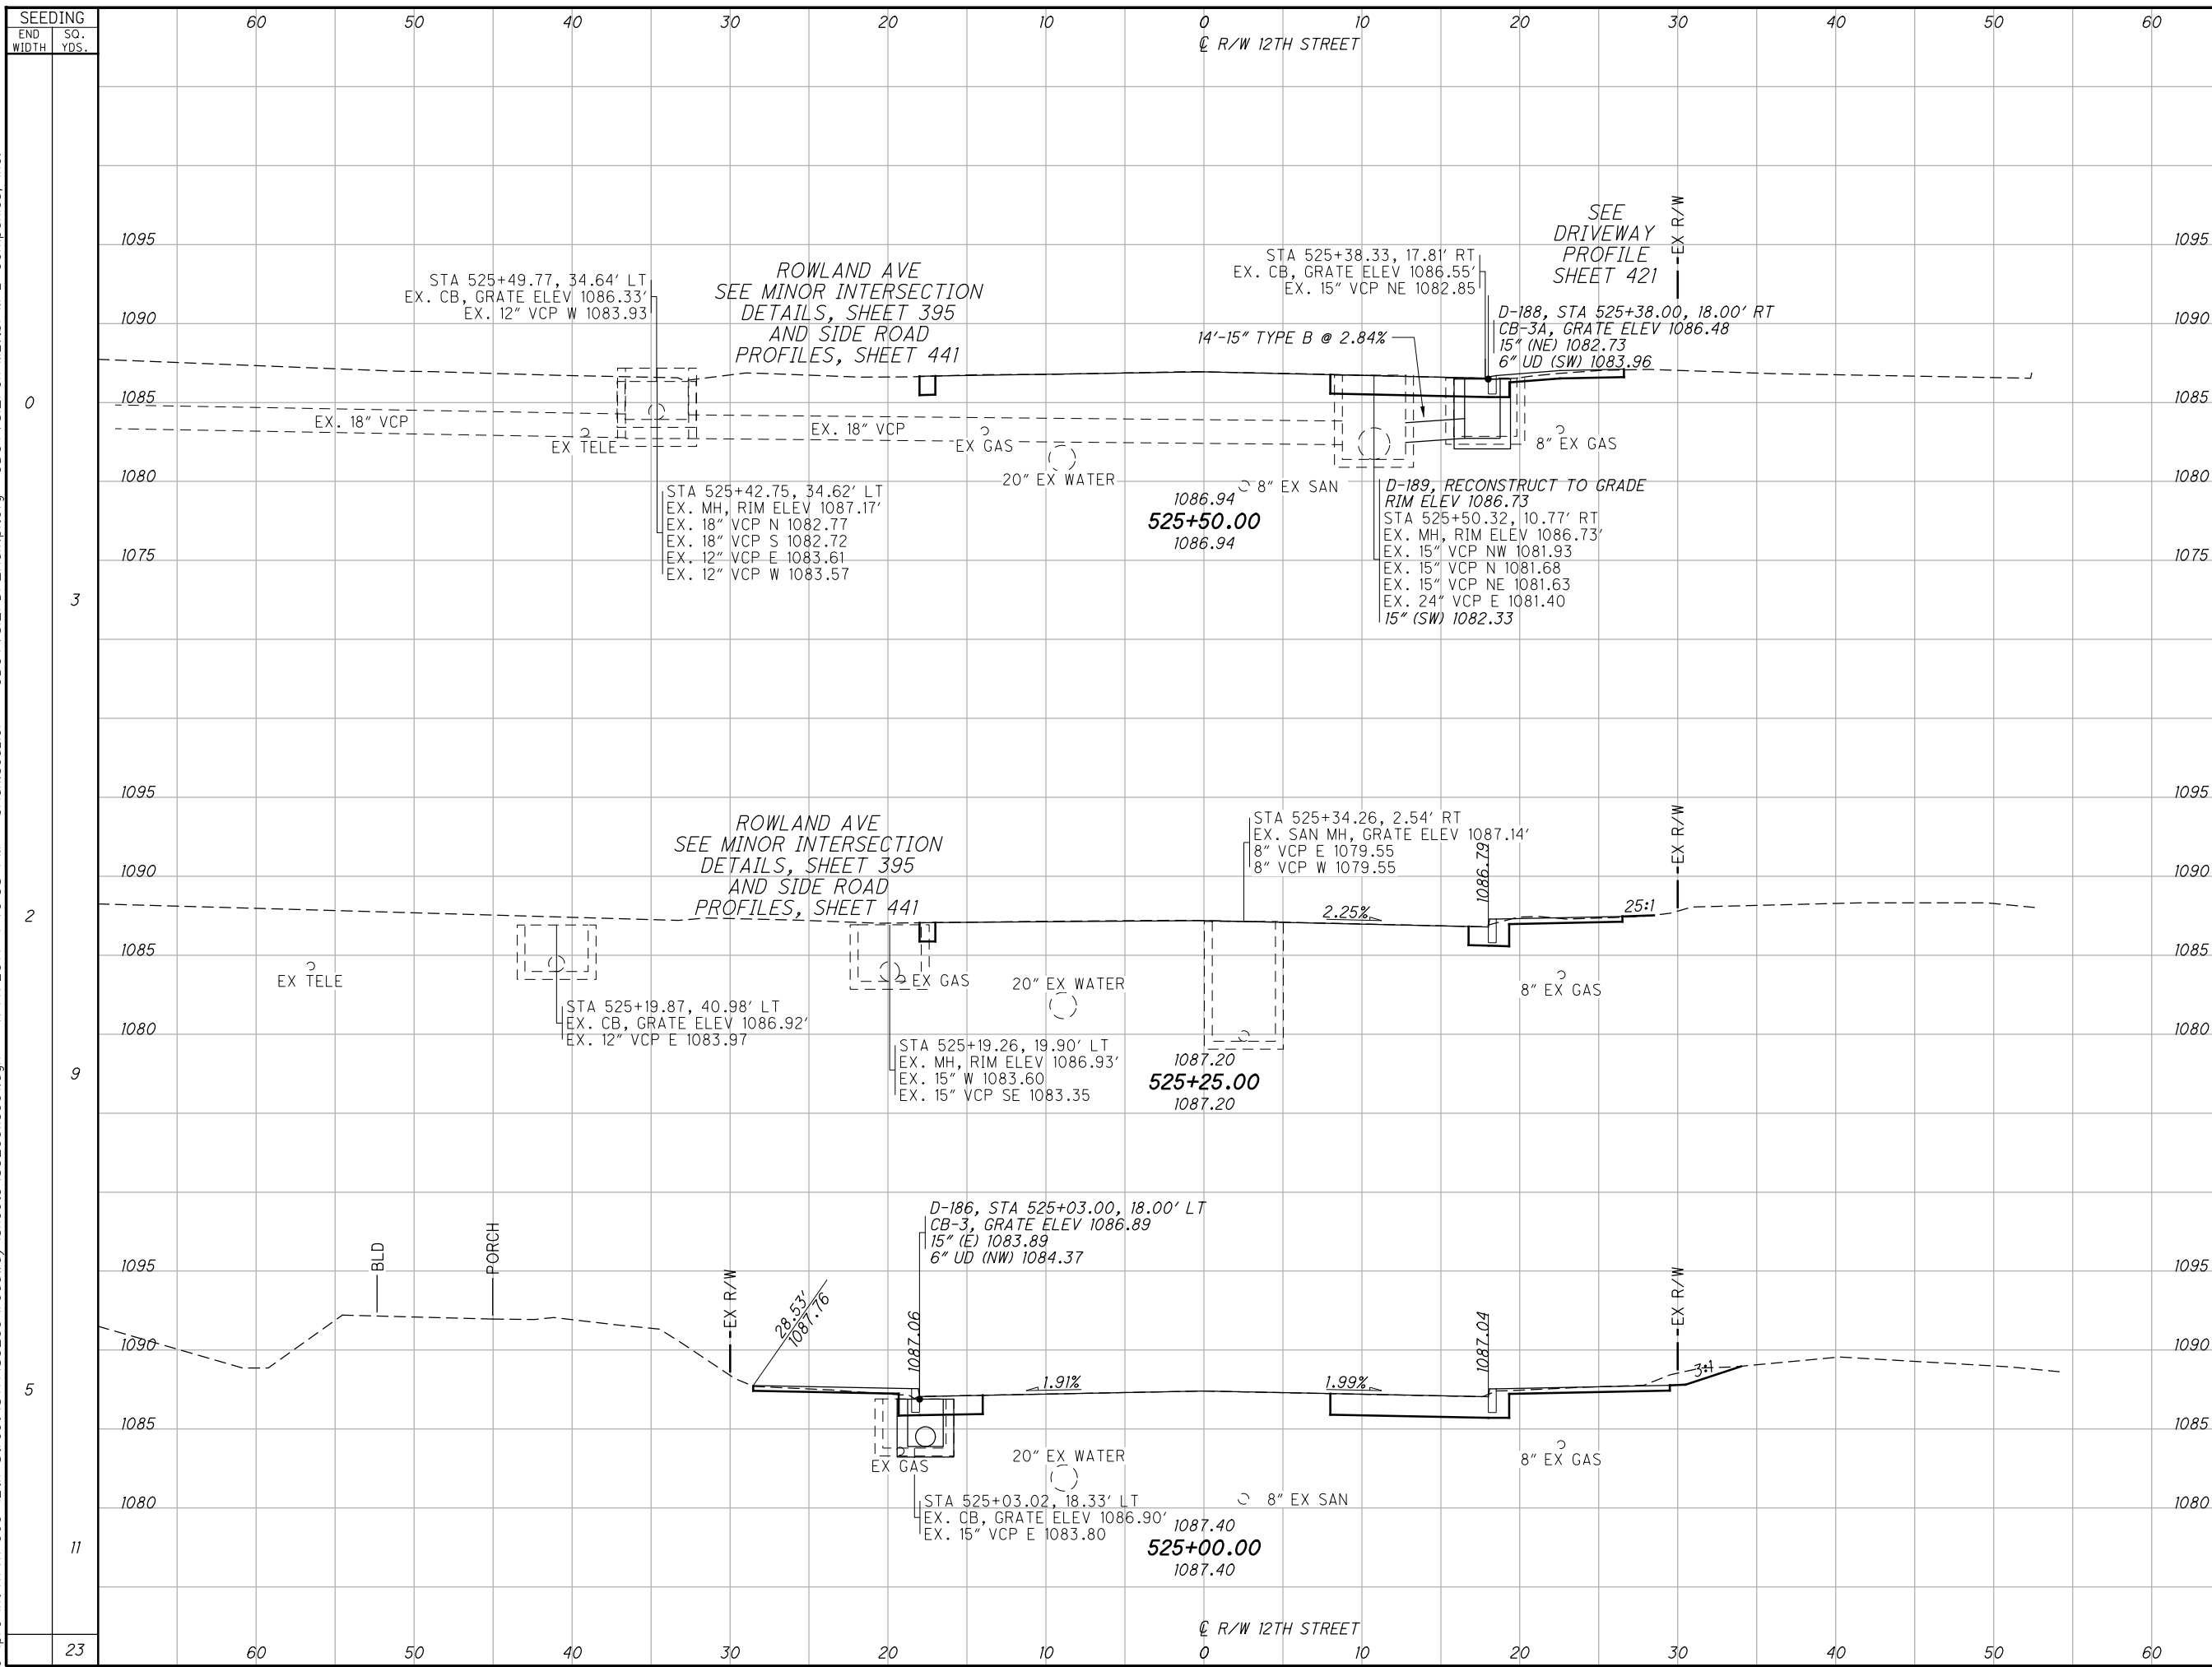 SEEDING
END WIDTH
SQ. YDS.
60 50 40 30 20 10 0 10 20 30 40 50 60
℄ R/W 12TH STREET
SEE
DRIVEWAY
PROFILE
SHEET 421
EX R/W
1095 1095
STA 525+49.77, 34.64' LT
EX. CB, GRATE ELEV 1086.33'
EX. 12" VCP W 1083.93
ROWLAND AVE
SEE MINOR INTERSECTION
DETAILS, SHEET 395
AND SIDE ROAD
PROFILES, SHEET 441
STA 525+38.33, 17.81' RT
EX. CB, GRATE ELEV 1086.55'
EX. 15" VCP NE 1082.85
D-188, STA 525+38.00, 18.00' RT
CB-3A, GRATE ELEV 1086.48
15" (NE) 1082.73
6" UD (SW) 1083.96
14'-15" TYPE B @ 2.84%
1090 1090
0
1085 1085
EX. 18" VCP
EX. 18" VCP
EX TELE
EX GAS
20" EX WATER
8" EX SAN
8" EX GAS
1080 1080
STA 525+42.75, 34.62' LT
EX. MH, RIM ELEV 1087.17'
EX. 18" VCP N 1082.77
EX. 18" VCP S 1082.72
EX. 12" VCP E 1083.61
EX. 12" VCP W 1083.57
1086.94
525+50.00
1086.94
D-189, RECONSTRUCT TO GRADE
RIM ELEV 1086.73
STA 525+50.32, 10.77' RT
EX. MH, RIM ELEV 1086.73'
EX. 15" VCP NW 1081.93
EX. 15" VCP N 1081.68
EX. 15" VCP NE 1081.63
EX. 24" VCP E 1081.40
15" (SW) 1082.33
1075 1075
3
1095 1095
ROWLAND AVE
SEE MINOR INTERSECTION
DETAILS, SHEET 395
AND SIDE ROAD
PROFILES, SHEET 441
STA 525+34.26, 2.54' RT
EX. SAN MH, GRATE ELEV 1087.14'
8" VCP E 1079.55
8" VCP W 1079.55
1086.79
EX R/W
1090 1090
2
2.25%
25:1
1085 1085
EX TELE
EX GAS
20" EX WATER
8" EX GAS
STA 525+19.87, 40.98' LT
EX. CB, GRATE ELEV 1086.92'
EX. 12" VCP E 1083.97
1080 1080
STA 525+19.26, 19.90' LT
EX. MH, RIM ELEV 1086.93'
EX. 15" W 1083.60
EX. 15" VCP SE 1083.35
1087.20
525+25.00
1087.20
9
D-186, STA 525+03.00, 18.00' LT
CB-3, GRATE ELEV 1086.89
15" (E) 1083.89
6" UD (NW) 1084.37
1095 1095
BLD
PORCH
EX R/W
28.53'
1087.76
1087.06
1087.04
EX R/W
1090 1090
5
1.91%
1.99%
3:1
1085 1085
EX GAS
20" EX WATER
8" EX GAS
1080 1080
STA 525+03.02, 18.33' LT
EX. CB, GRATE ELEV 1086.90'
EX. 15" VCP E 1083.80
8" EX SAN
1087.40
525+00.00
1087.40
11
℄ R/W 12TH STREET
23
60 50 40 30 20 10 0 10 20 30 40 50 60